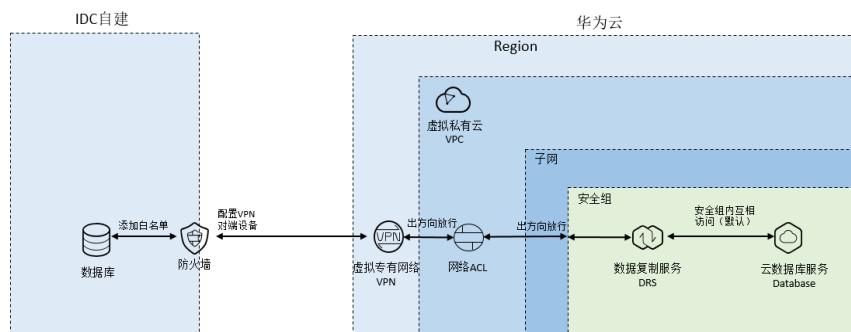 IDC自建
华为云
Region
虚拟私有云
VPC
子网
安全组
添加白名单
配置VPN
对端设备
出方向放行
出方向放行
安全组内互相
访问（默认）
数据库
防火墙
VPN
虚拟专有网络
VPN
网络ACL
数据复制服务
DRS
云数据库服务
Database